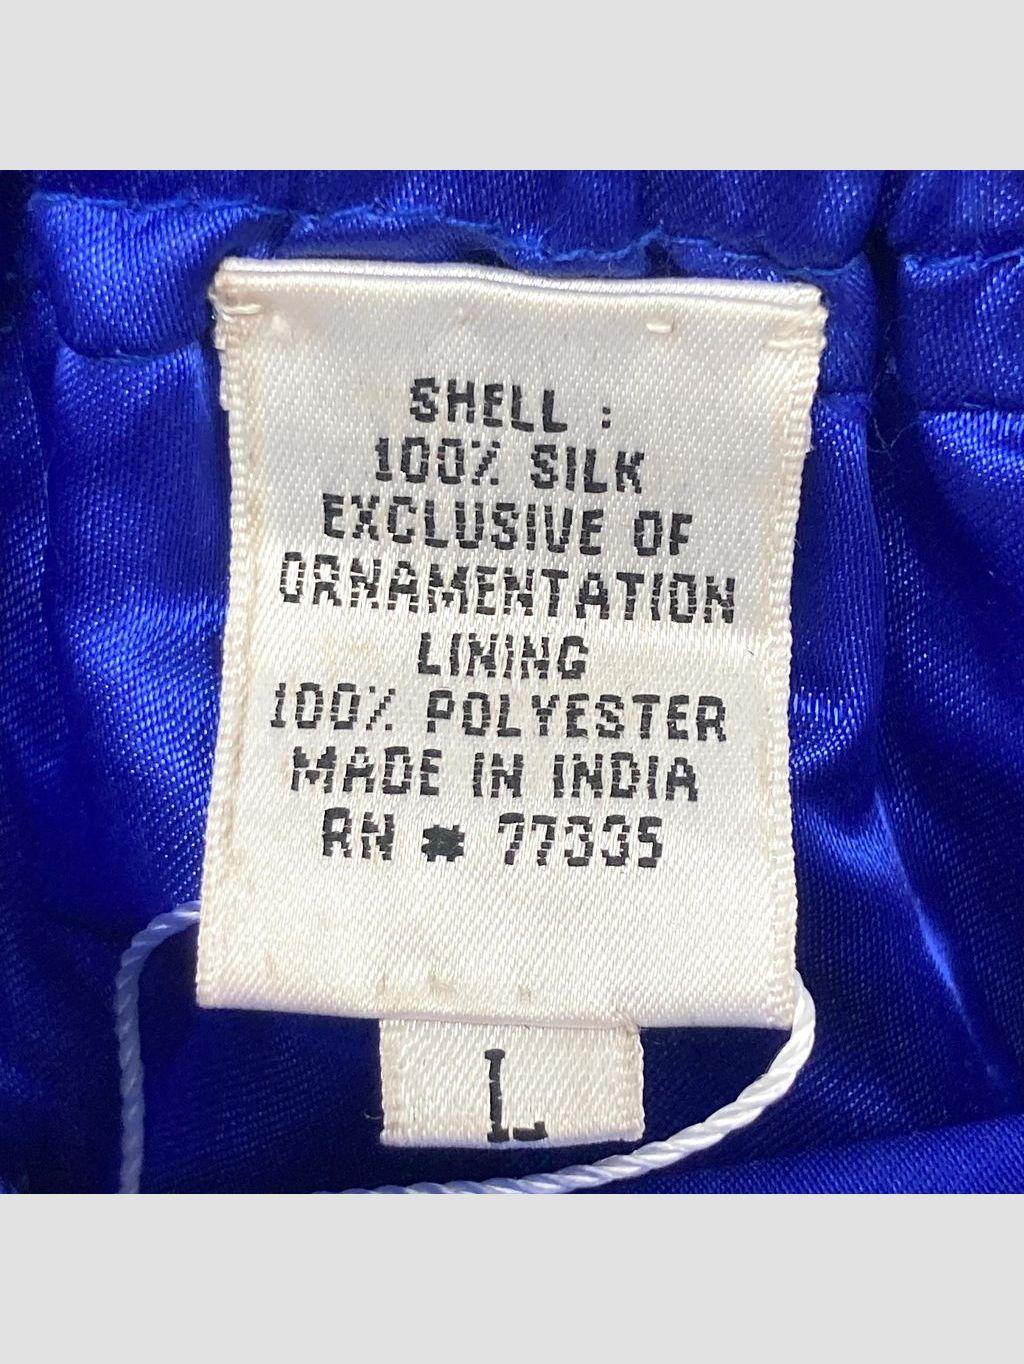 SHELL :
100% SILK
EXCLUSIVE OF
ORNAMENTATION
LINING
100% POLYESTER
MADE IN INDIA
RN # 77335
L